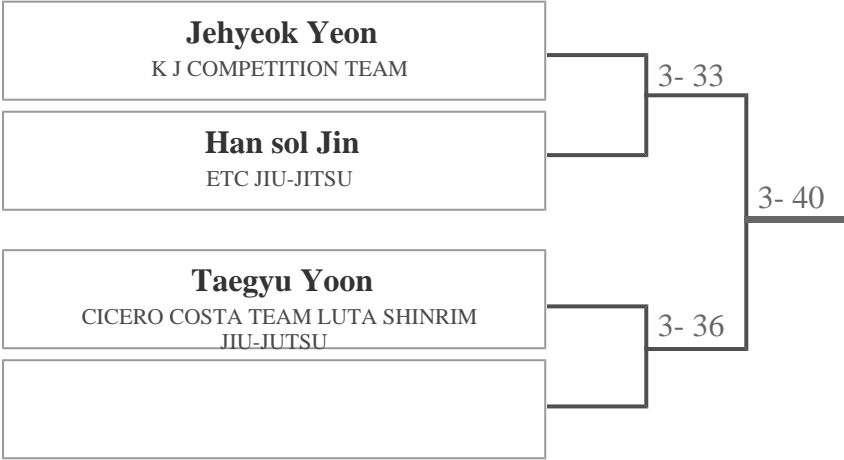 Jehyeok Yeon
K J COMPETITION TEAM
3- 33
Han sol Jin
ETC JIU-JITSU
3- 40
Taegyu Yoon
CICERO COSTA TEAM LUTA SHINRIM
JIU-JUTSU
3- 36